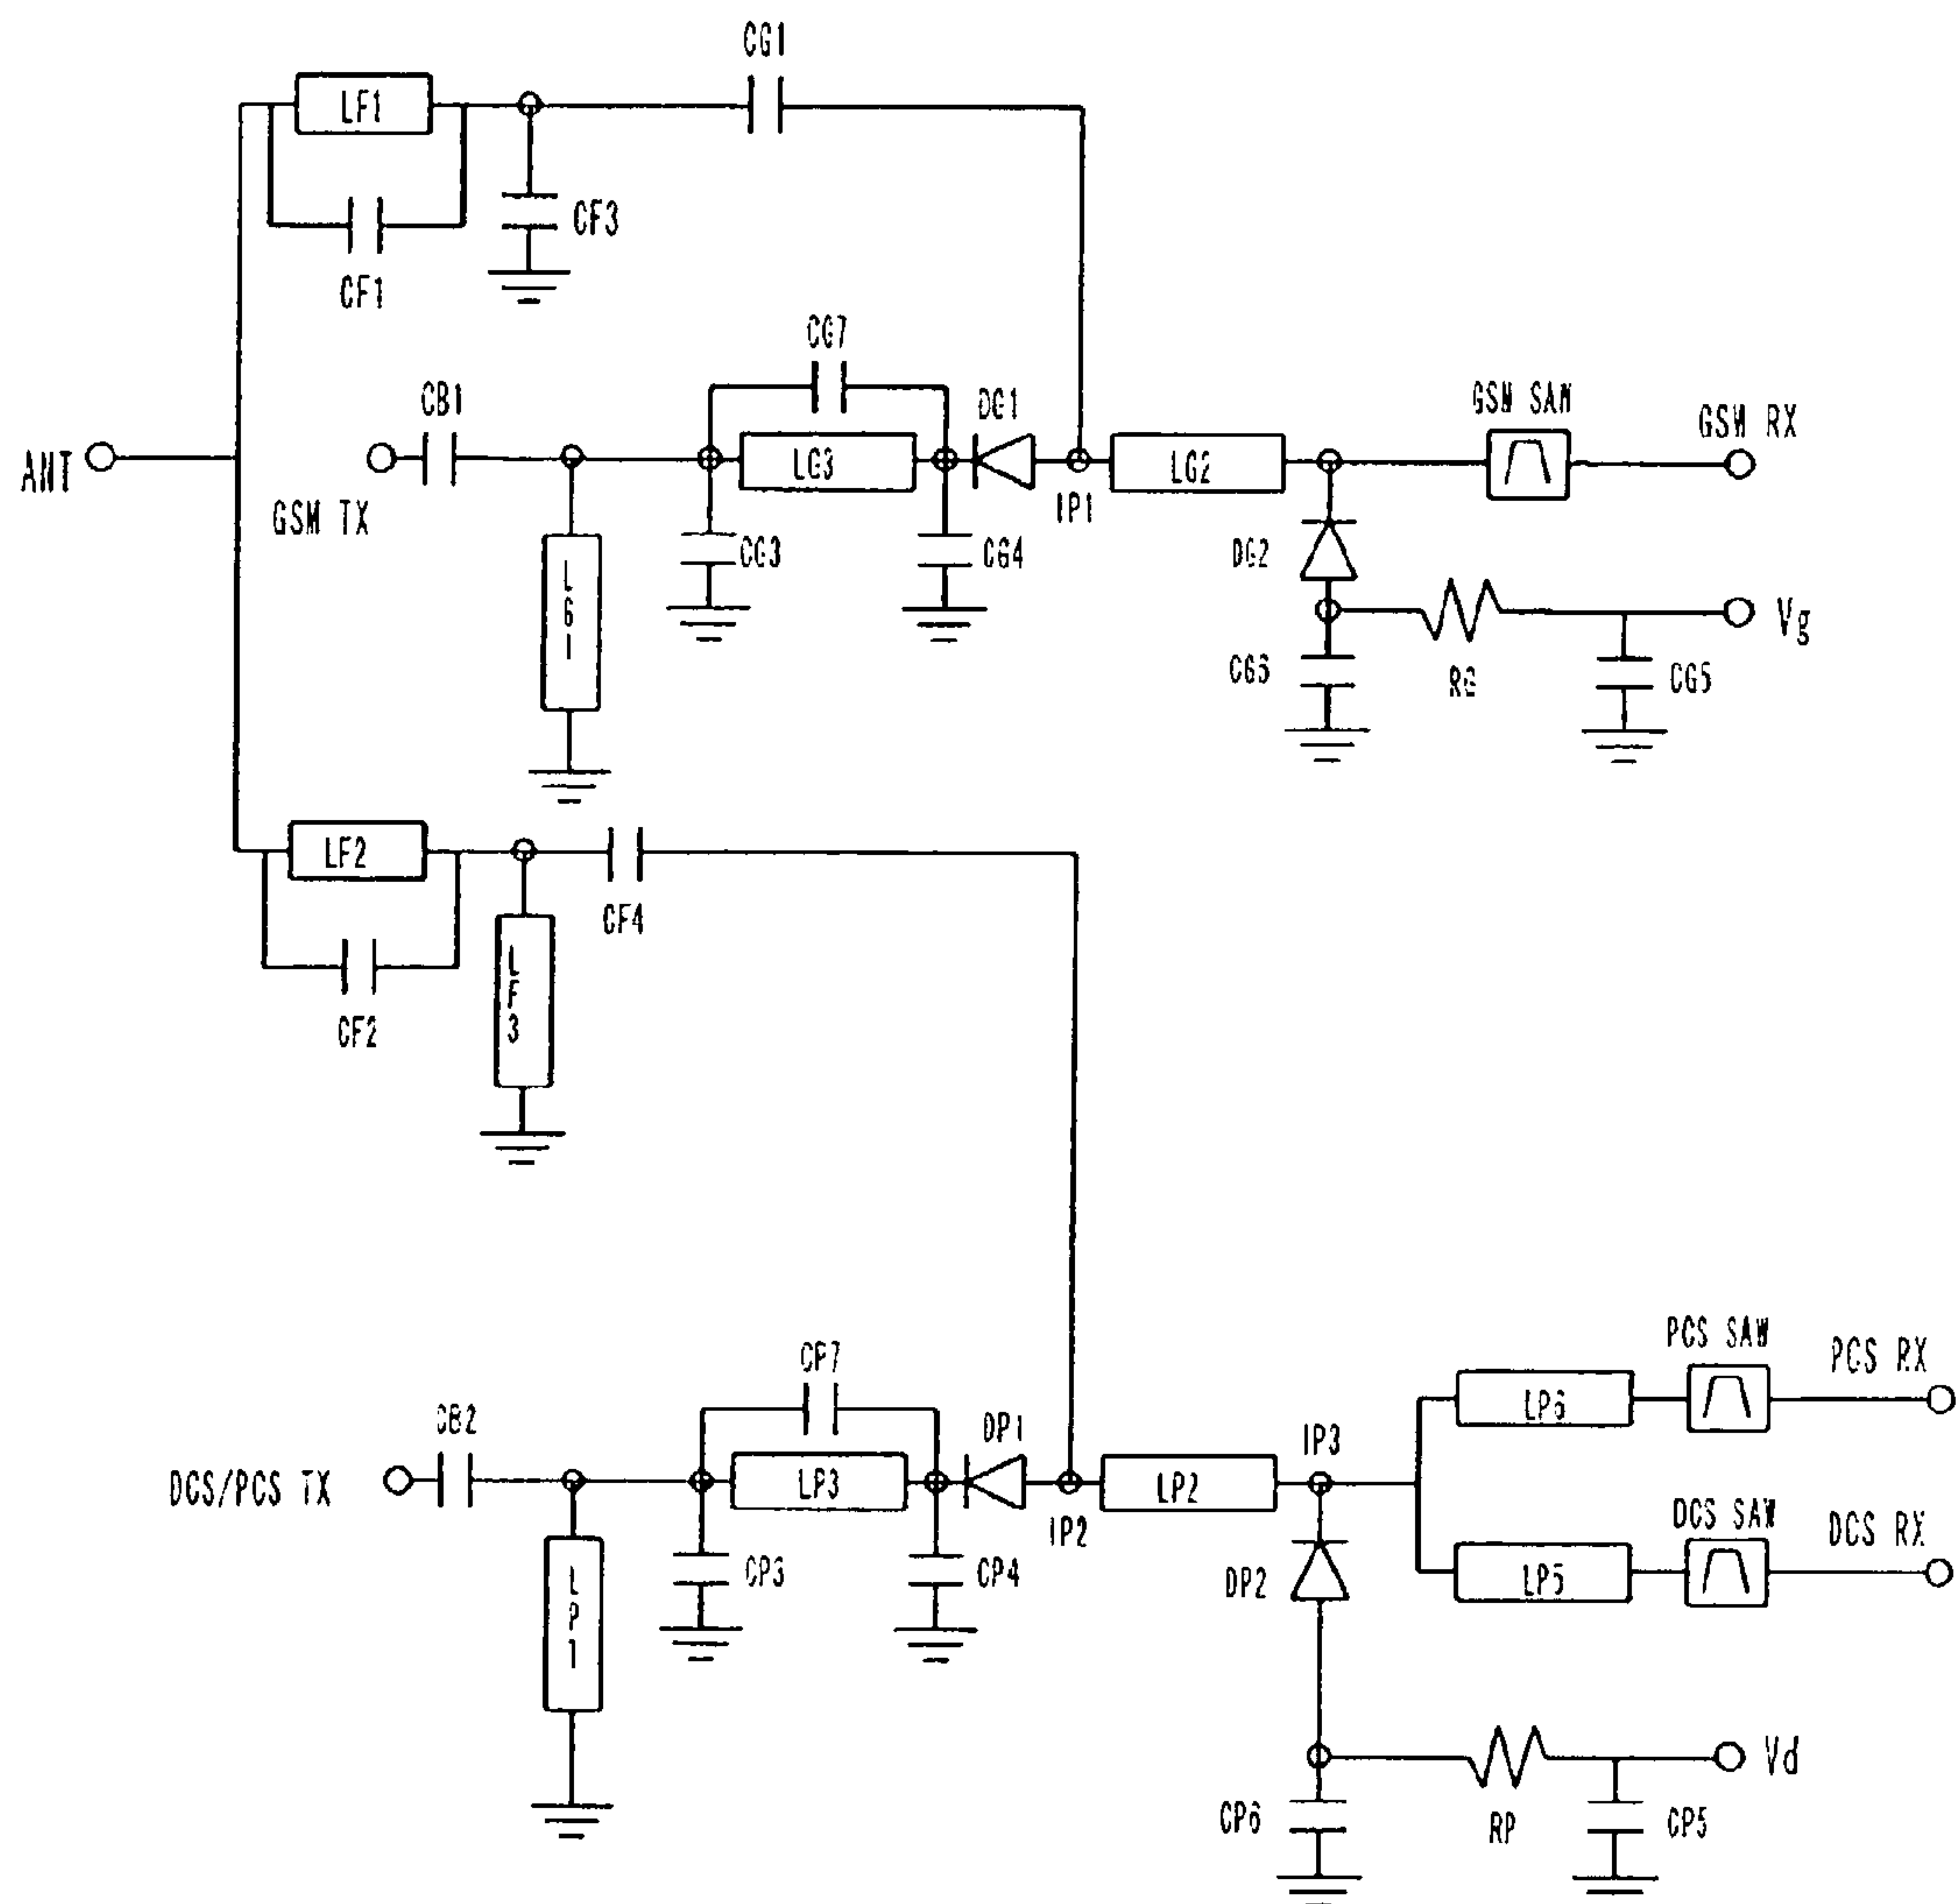 CG1
LF1
CF3
CF1
CG7
CB1
DG1
GSM SAW
GSM RX
ANT
LG3
LG2
IP1
GSM TX
CG3
CG4
DG2
LG1
Vg
CG6
RG
CG5
LF2
CF4
LF3
CF2
PCS SAW
PCS RX
CP7
CB2
DP1
IP3
LP6
DCS/PCS TX
LP3
LP2
DCS SAW
DCS RX
IP2
CP3
CP4
DP2
LP5
LP1
Vd
CP6
RP
CP5